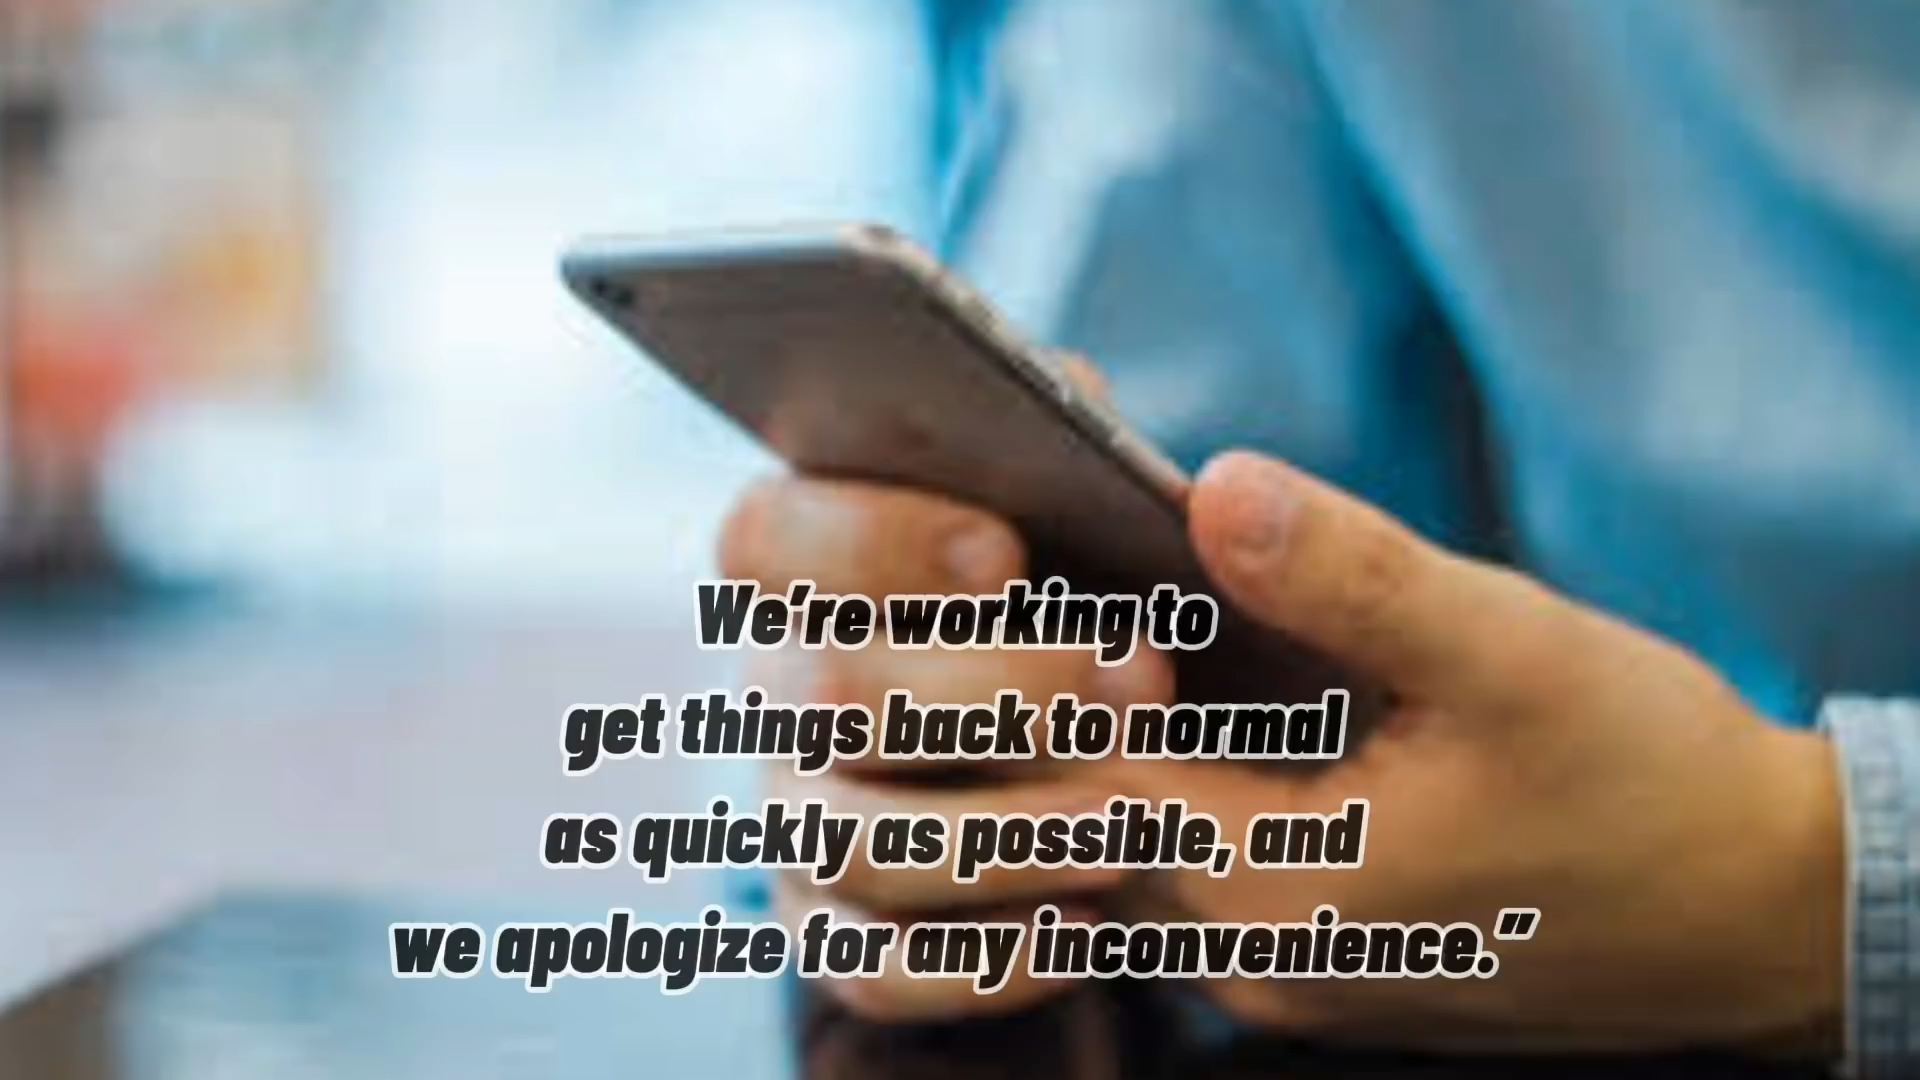 We’re working to
get things back to normal
as quickly as possible, and
we apologize for any inconvenience.”